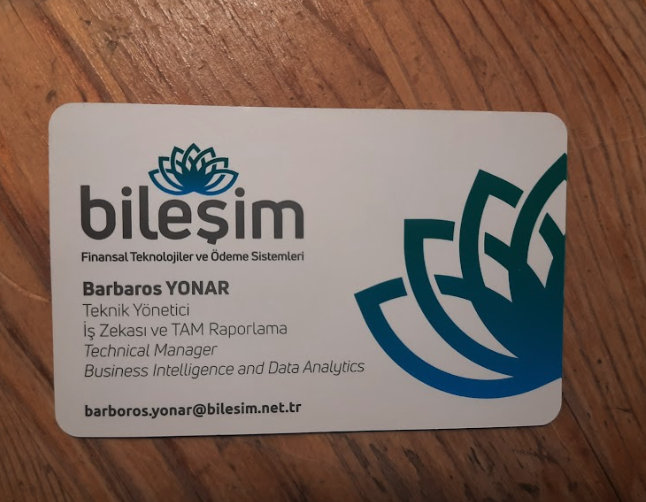 bileşim
Finansal Teknolojiler ve Ödeme Sistemleri
Barbaros YONAR
Teknik Yönetici
İş Zekası ve TAM Raporlama
Technical Manager
Business Intelligence and Data Analytics
barboros.yonar@bilesim.net.tr